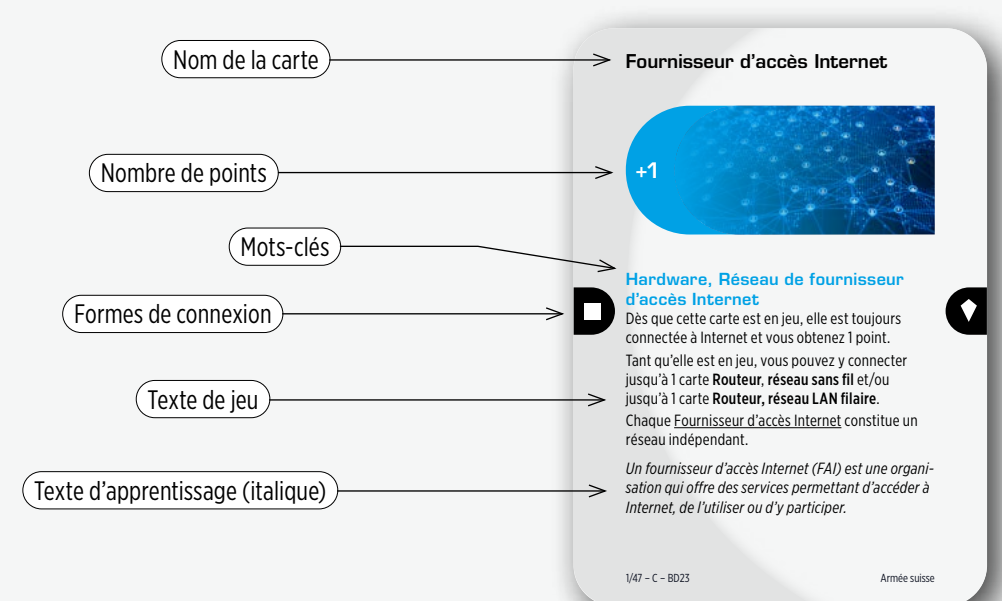 Nom de la carte
Fournisseur d'accès Internet
Nombre de points
+1
Mots-clés
Hardware, Réseau de fournisseur
d'accès Internet
Formes de connexion
Dès que cette carte est en jeu, elle est toujours
connectée à Internet et vous obtenez 1 point.
Tant qu'elle est en jeu, vous pouvez y connecter
jusqu'à 1 carte Routeur, réseau sans fil et/ou
jusqu'à 1 carte Routeur, réseau LAN filaire.
Texte de jeu
Chaque Fournisseur d'accès Internet constitue un
réseau indépendant.
Texte d'apprentissage (italique)
Un fournisseur d'accès Internet (FAI) est une organi-
sation qui offre des services permettant d'accéder à
Internet, de l'utiliser ou d'y participer.
1/47 – C – BD23
Armée suisse